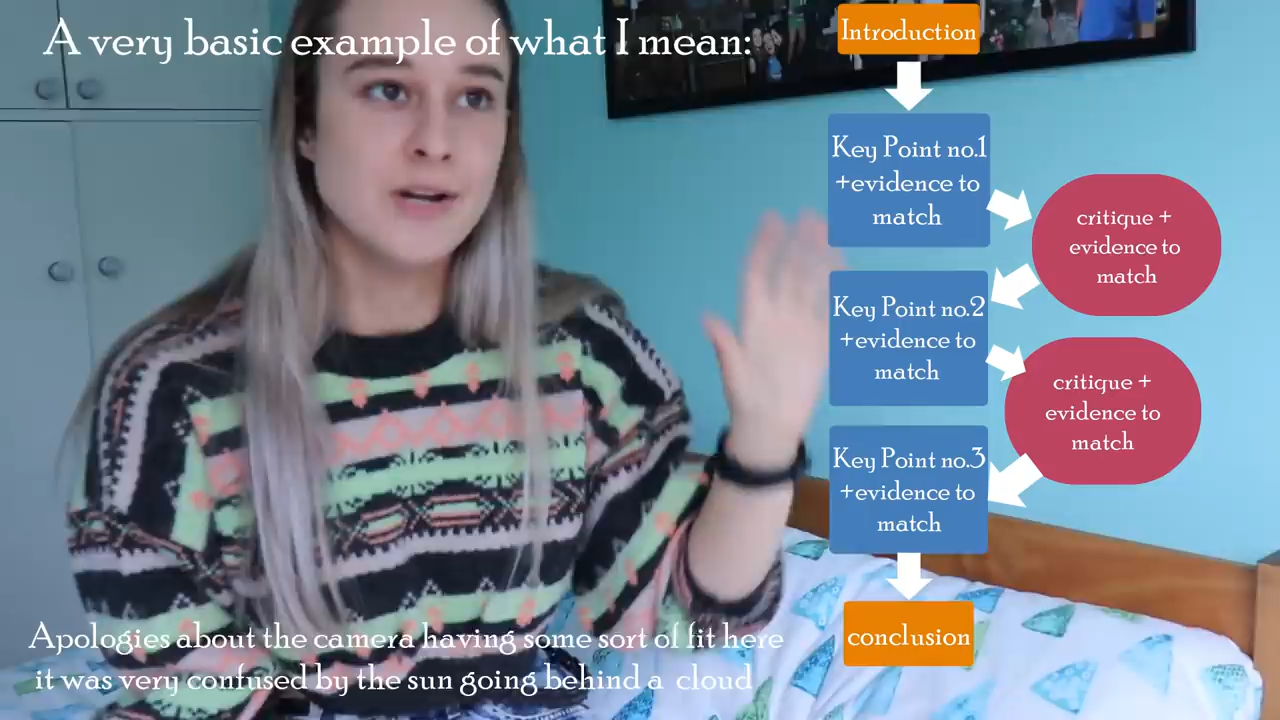 A very basic example of what I mean:
Introduction
Key Point no.1
+evidence to
match
critique +
evidence to
match
Key Point no.2
+evidence to
match
critique +
evidence to
match
Key Point no.3
+evidence to
match
conclusion
Apologies about the camera having some sort of fit here
it was very confused by the sun going behind a cloud